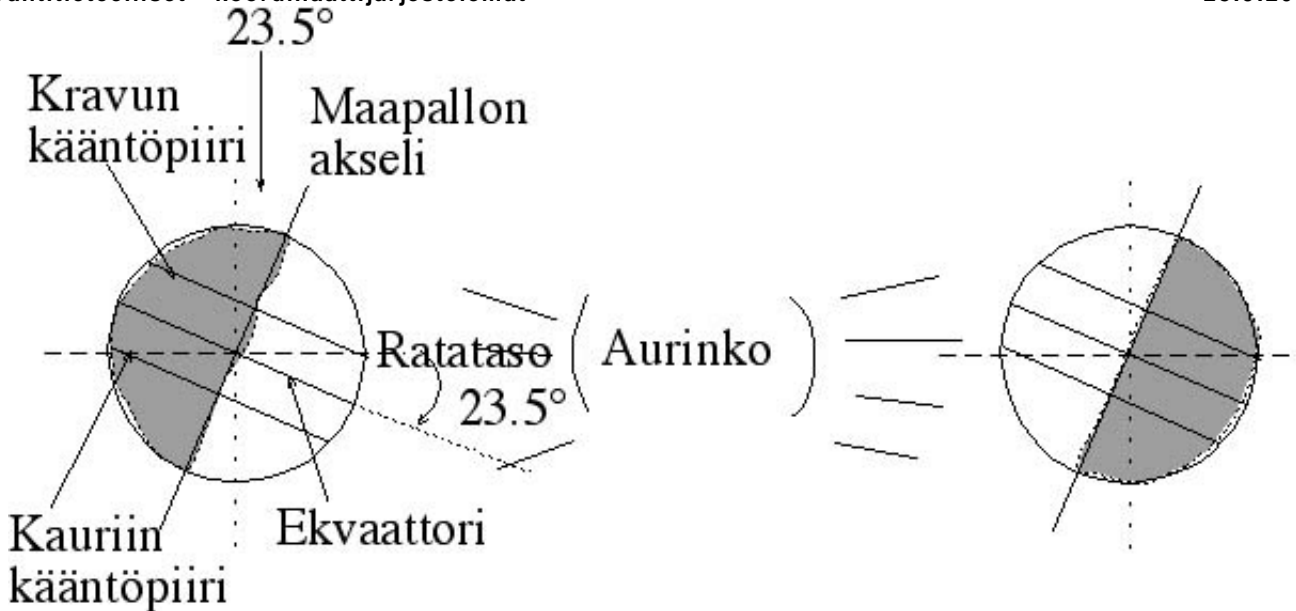 23.5°
Kravun
kääntöpiiri
Maapallon
akseli
Ratataso
23.5°
Aurinko
Ekvaattori
Kauriin
kääntöpiiri